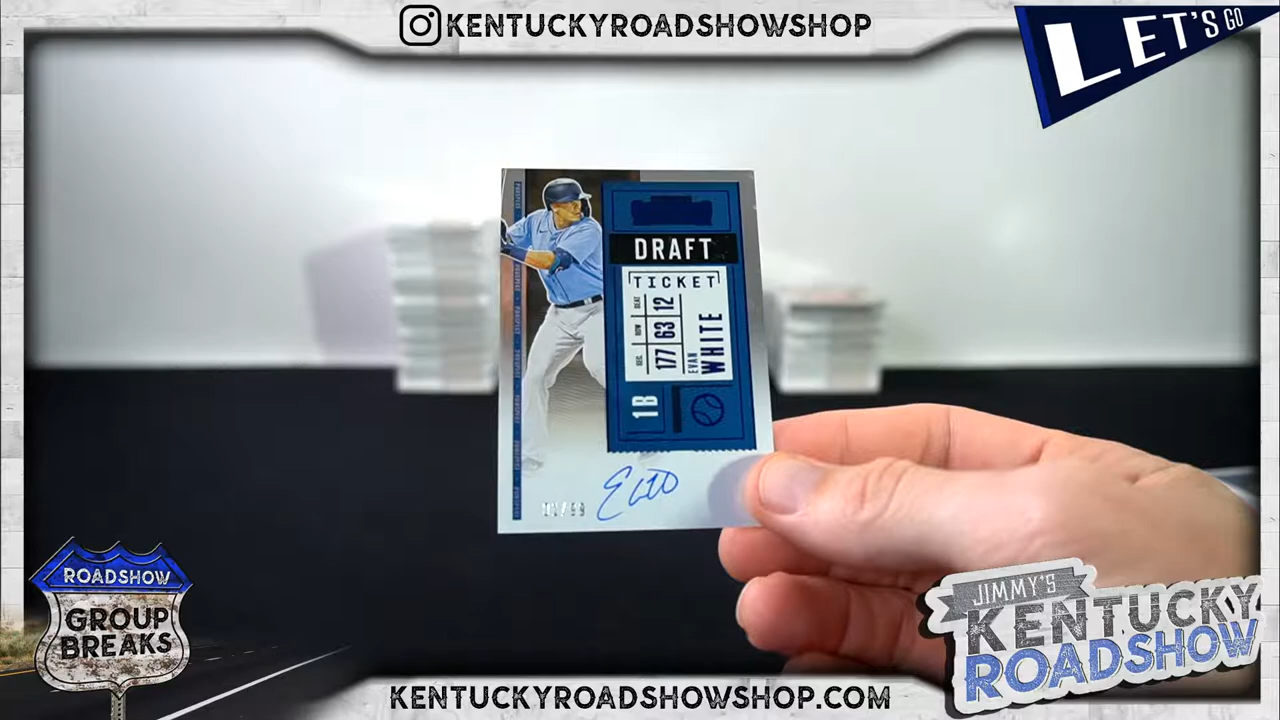 KENTUCKYROADSHOWSHOP
LET'S GO
DRAFT
TICKET
SEC. ROW SEAT
177 63 12
EVAN
WHITE
1B
PROSPECT
ROADSHOW
GROUP
BREAKS
JIMMY'S
KENTUCKY
ROADSHOW
KENTUCKYROADSHOWSHOP.COM